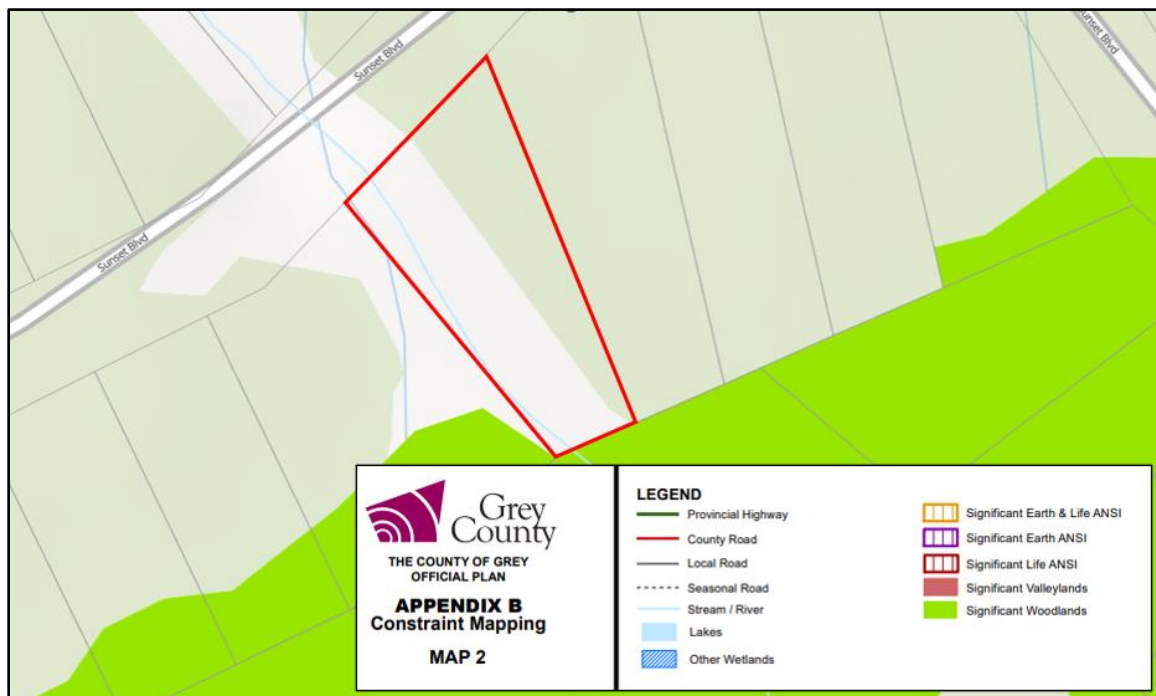 Sunset Blvd
Sunset Blvd
Sunset Blvd
Grey
County
THE COUNTY OF GREY
OFFICIAL PLAN
APPENDIX B
Constraint Mapping
MAP 2
LEGEND
Provincial Highway
County Road
Local Road
Seasonal Road
Stream / River
Lakes
Other Wetlands
Significant Earth & Life ANSI
Significant Earth ANSI
Significant Life ANSI
Significant Valleylands
Significant Woodlands